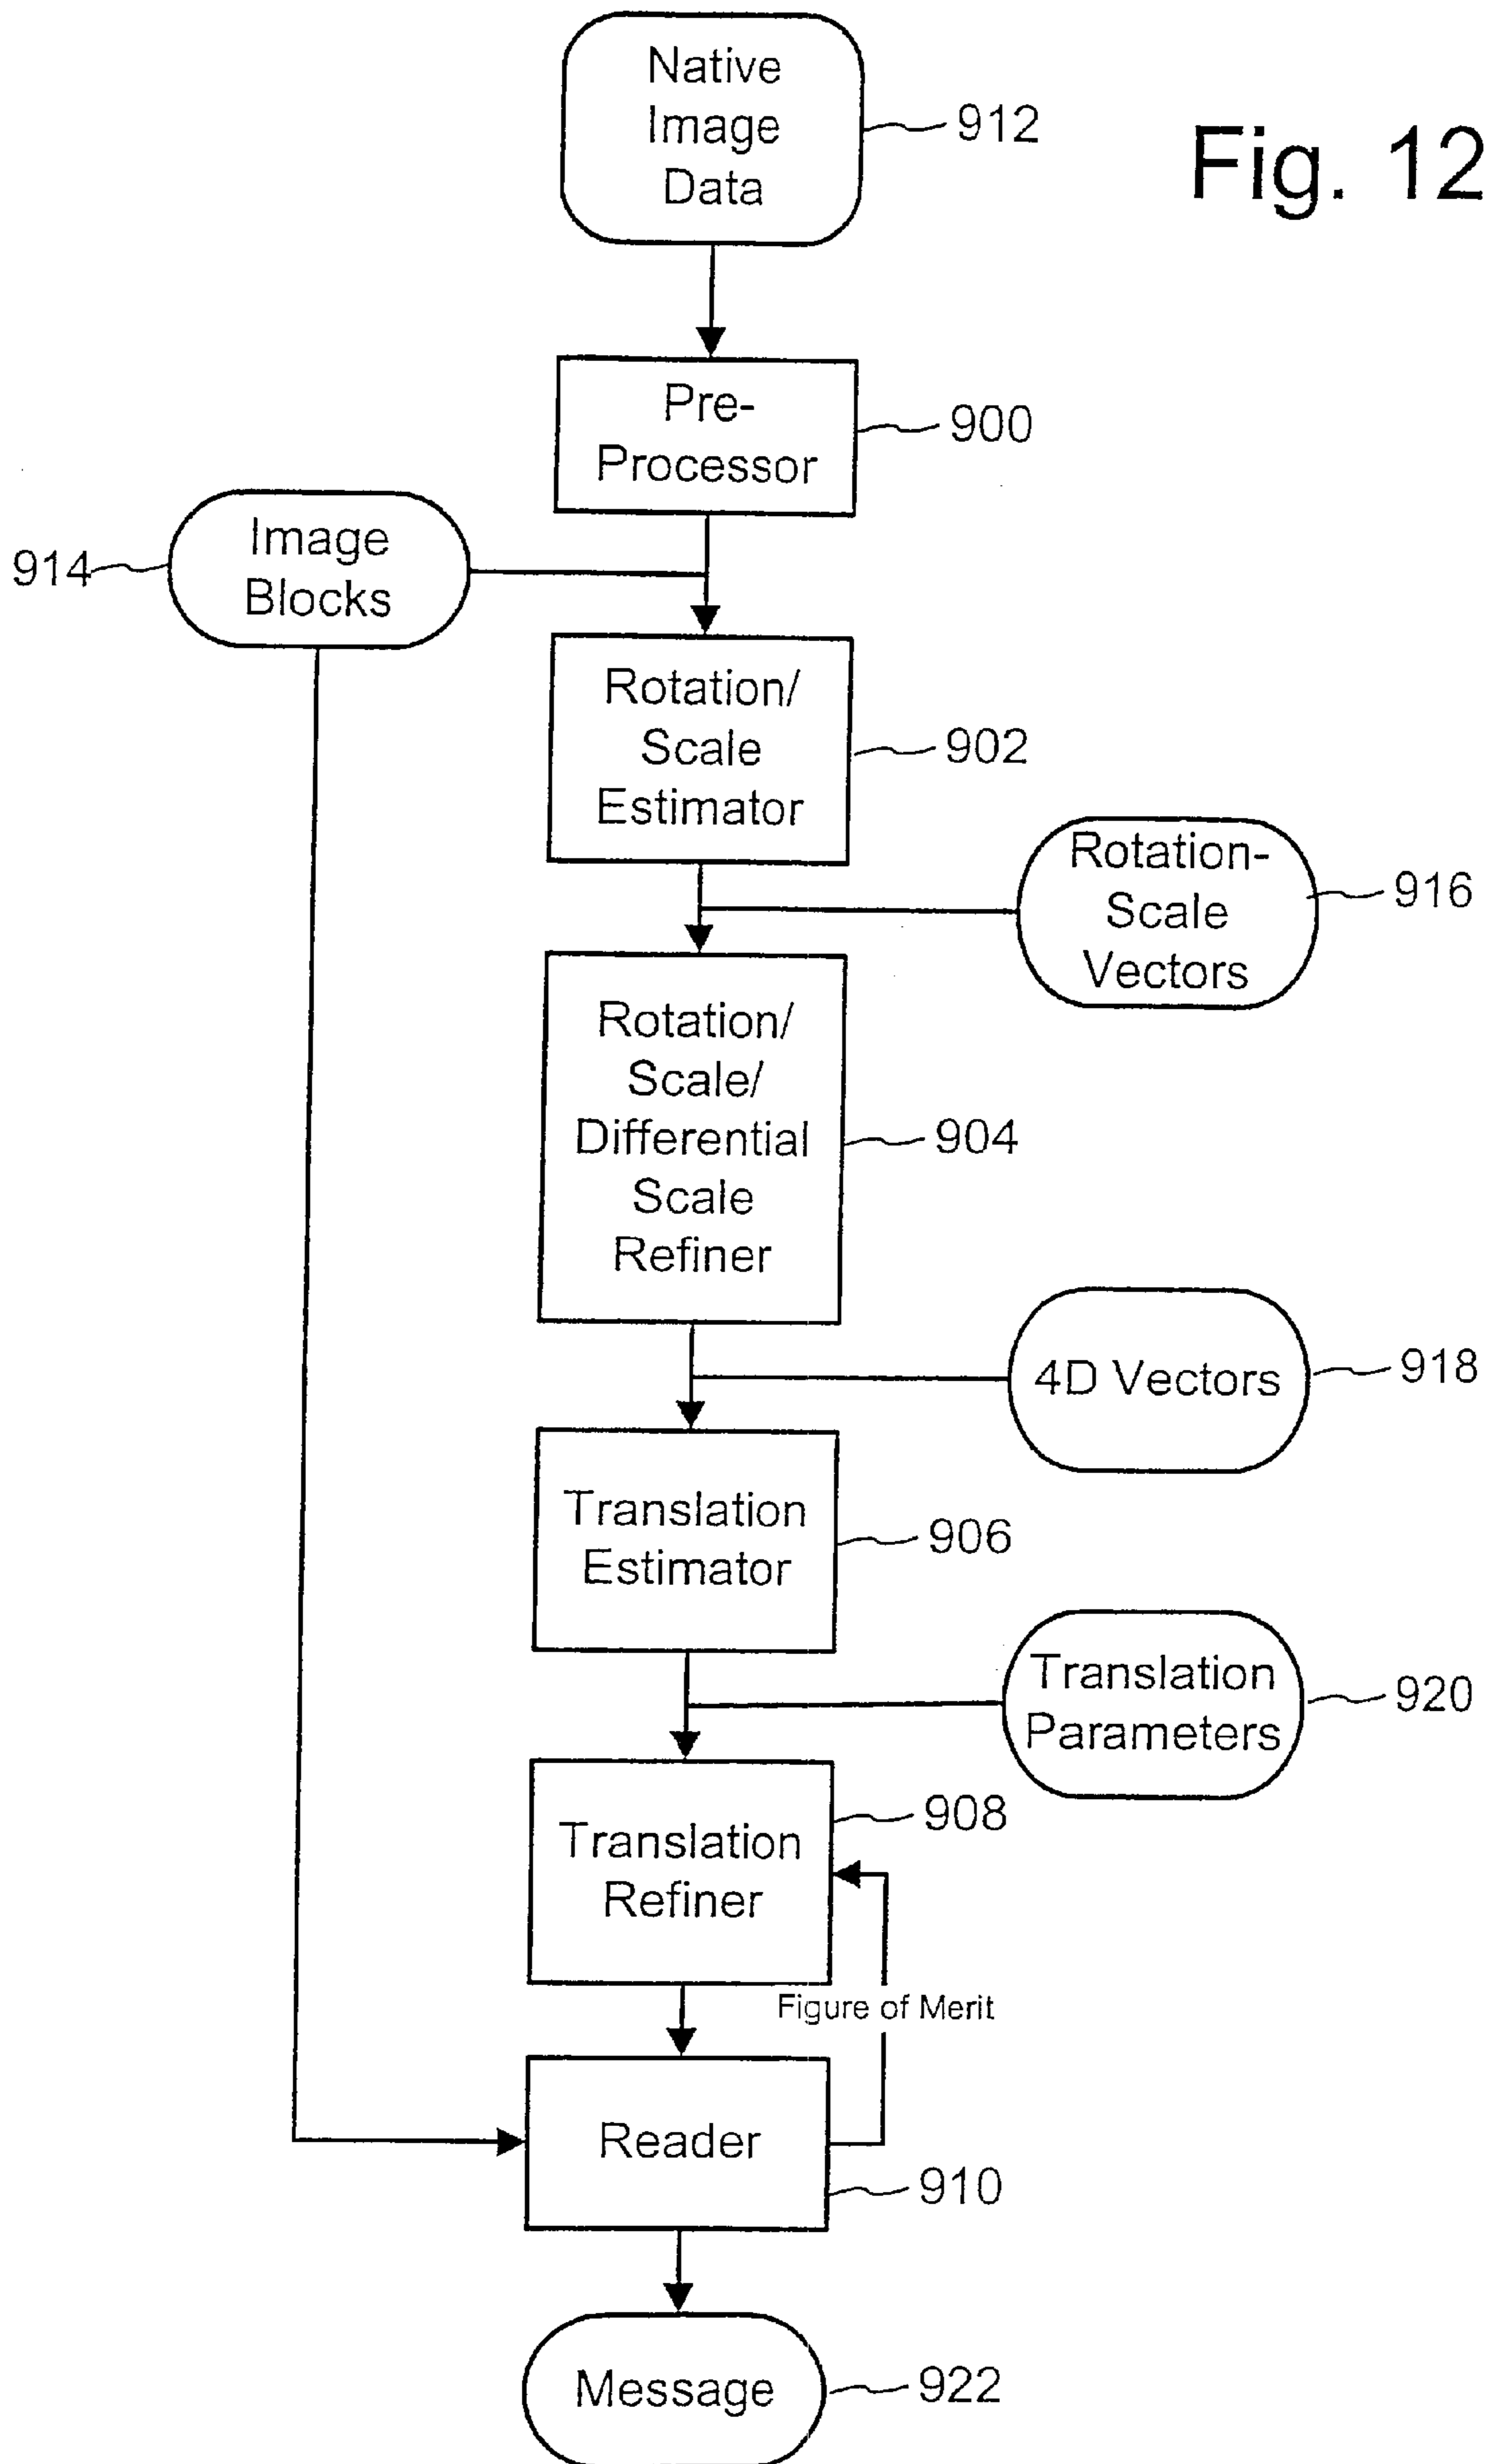 Native
Image
Data
912
Fig. 12
Pre-
Processor
900
Image
Blocks
914
Rotation/
Scale
Estimator
902
Rotation-
Scale
Vectors
916
Rotation/
Scale/
Differential
Scale
Refiner
904
4D Vectors
918
Translation
Estimator
906
Translation
Parameters
920
Translation
Refiner
908
Figure of Merit
Reader
910
Message
922